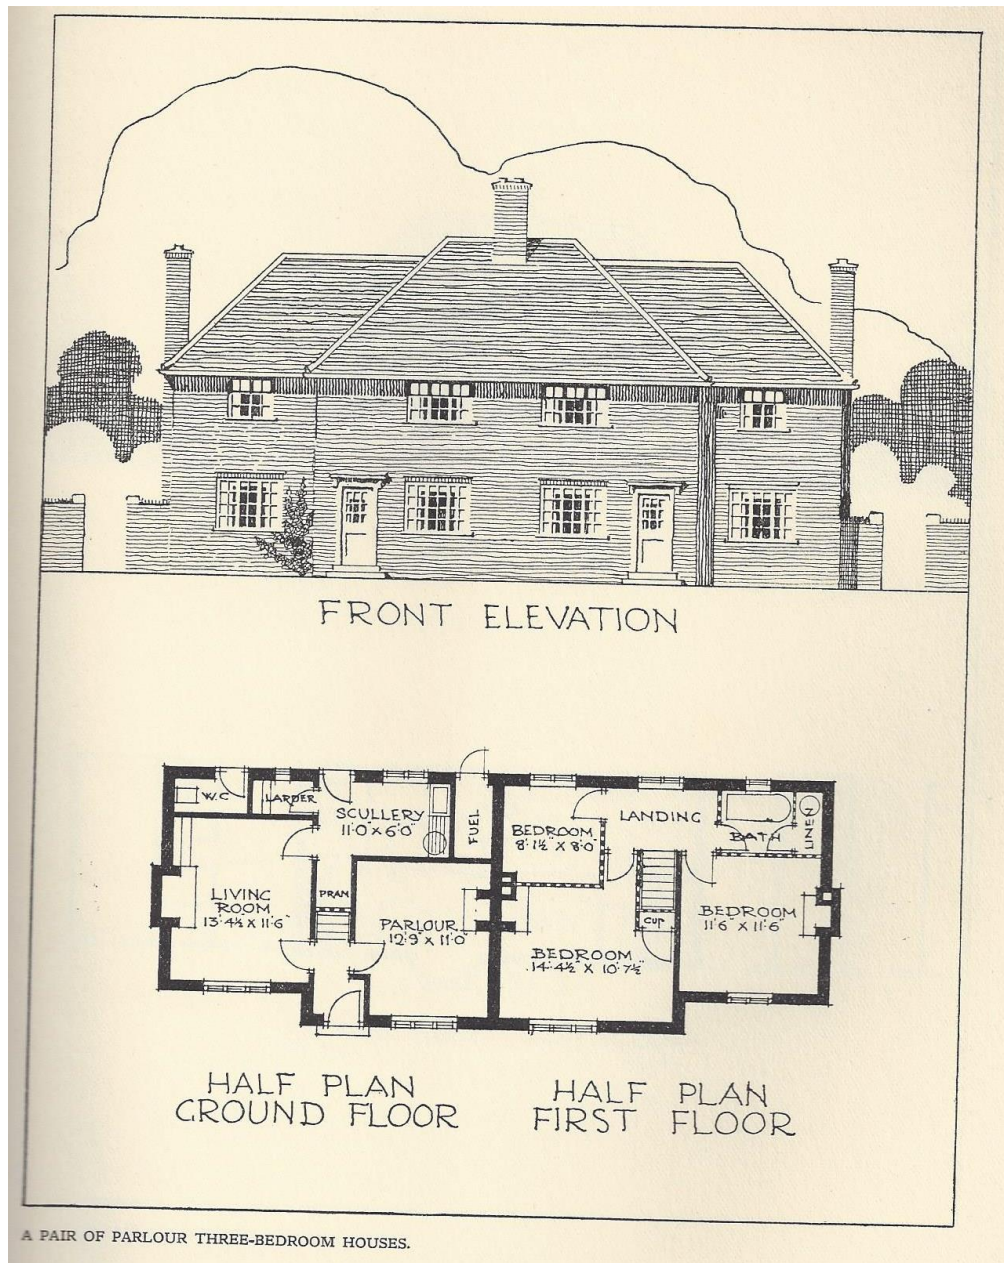 FRONT ELEVATION
W.C
LARDER
SCULLERY
11'·0" × 6'·0"
FUEL
LIVING
ROOM
13'·4½ × 11'·6"
PRAM
PARLOUR
12'·9" × 11'·0"
BEDROOM
8'·1½" × 8'·0"
LANDING
BATH
LINEN
CUP
BEDROOM
14'·4½" × 10'·7½"
BEDROOM
11'·6" × 11'·6"
HALF PLAN
GROUND FLOOR
HALF PLAN
FIRST FLOOR
A PAIR OF PARLOUR THREE-BEDROOM HOUSES.